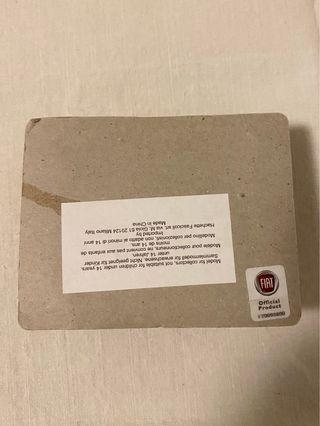 Model for collectors, not suitable for children under 14 years.
Sammlermodell für erwachsene. Nicht geeignet für Kinder
unter 14 Jahren.
Modèle pour collectionneurs, ne convient pas aux enfants de
moins de 14 ans.
Modellino per collezionisti, non adatto ai minori di 14 anni
Imported by
Hachette Fascicoli srl, via M. Gioia 61 20124 Milano Italy
Made in China
FIAT
Official
Product